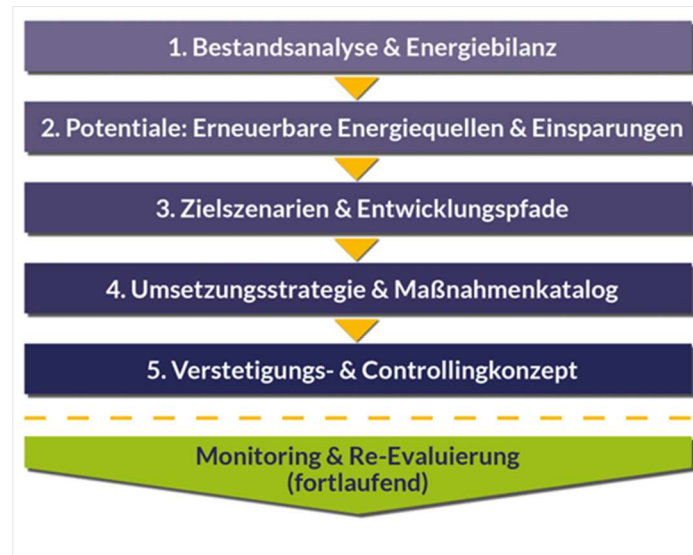 1. Bestandsanalyse & Energiebilanz
2. Potentiale: Erneuerbare Energiequellen & Einsparungen
3. Zielszenarien & Entwicklungspfade
4. Umsetzungsstrategie & Maßnahmenkatalog
5. Verstetigungs- & Controllingkonzept
Monitoring & Re-Evaluierung
(fortlaufend)